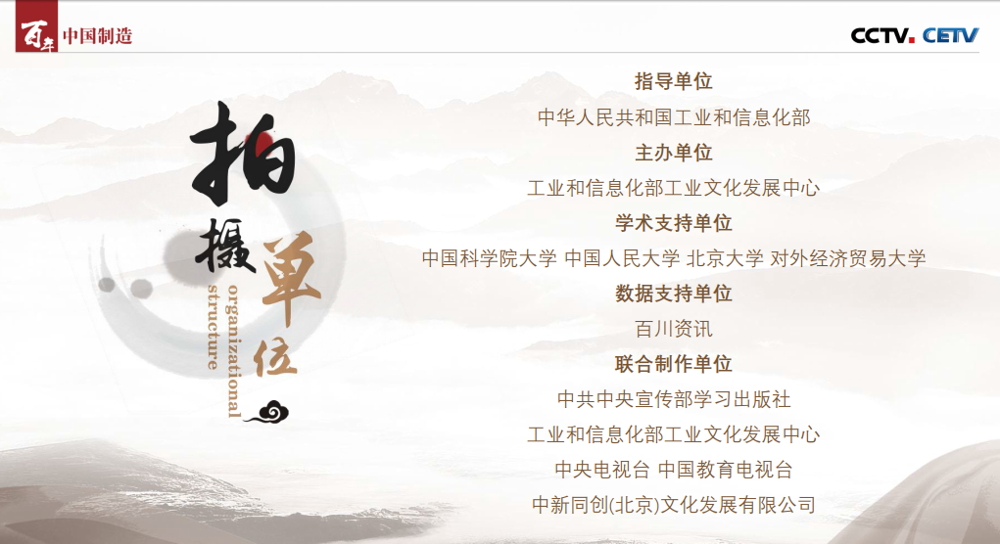 百年中国制造
CCTV. CETV
拍摄
单位
organizational
structure
指导单位
中华人民共和国工业和信息化部
主办单位
工业和信息化部工业文化发展中心
学术支持单位
中国科学院大学 中国人民大学 北京大学 对外经济贸易大学
数据支持单位
百川资讯
联合制作单位
中共中央宣传部学习出版社
工业和信息化部工业文化发展中心
中央电视台 中国教育电视台
中新同创(北京)文化发展有限公司